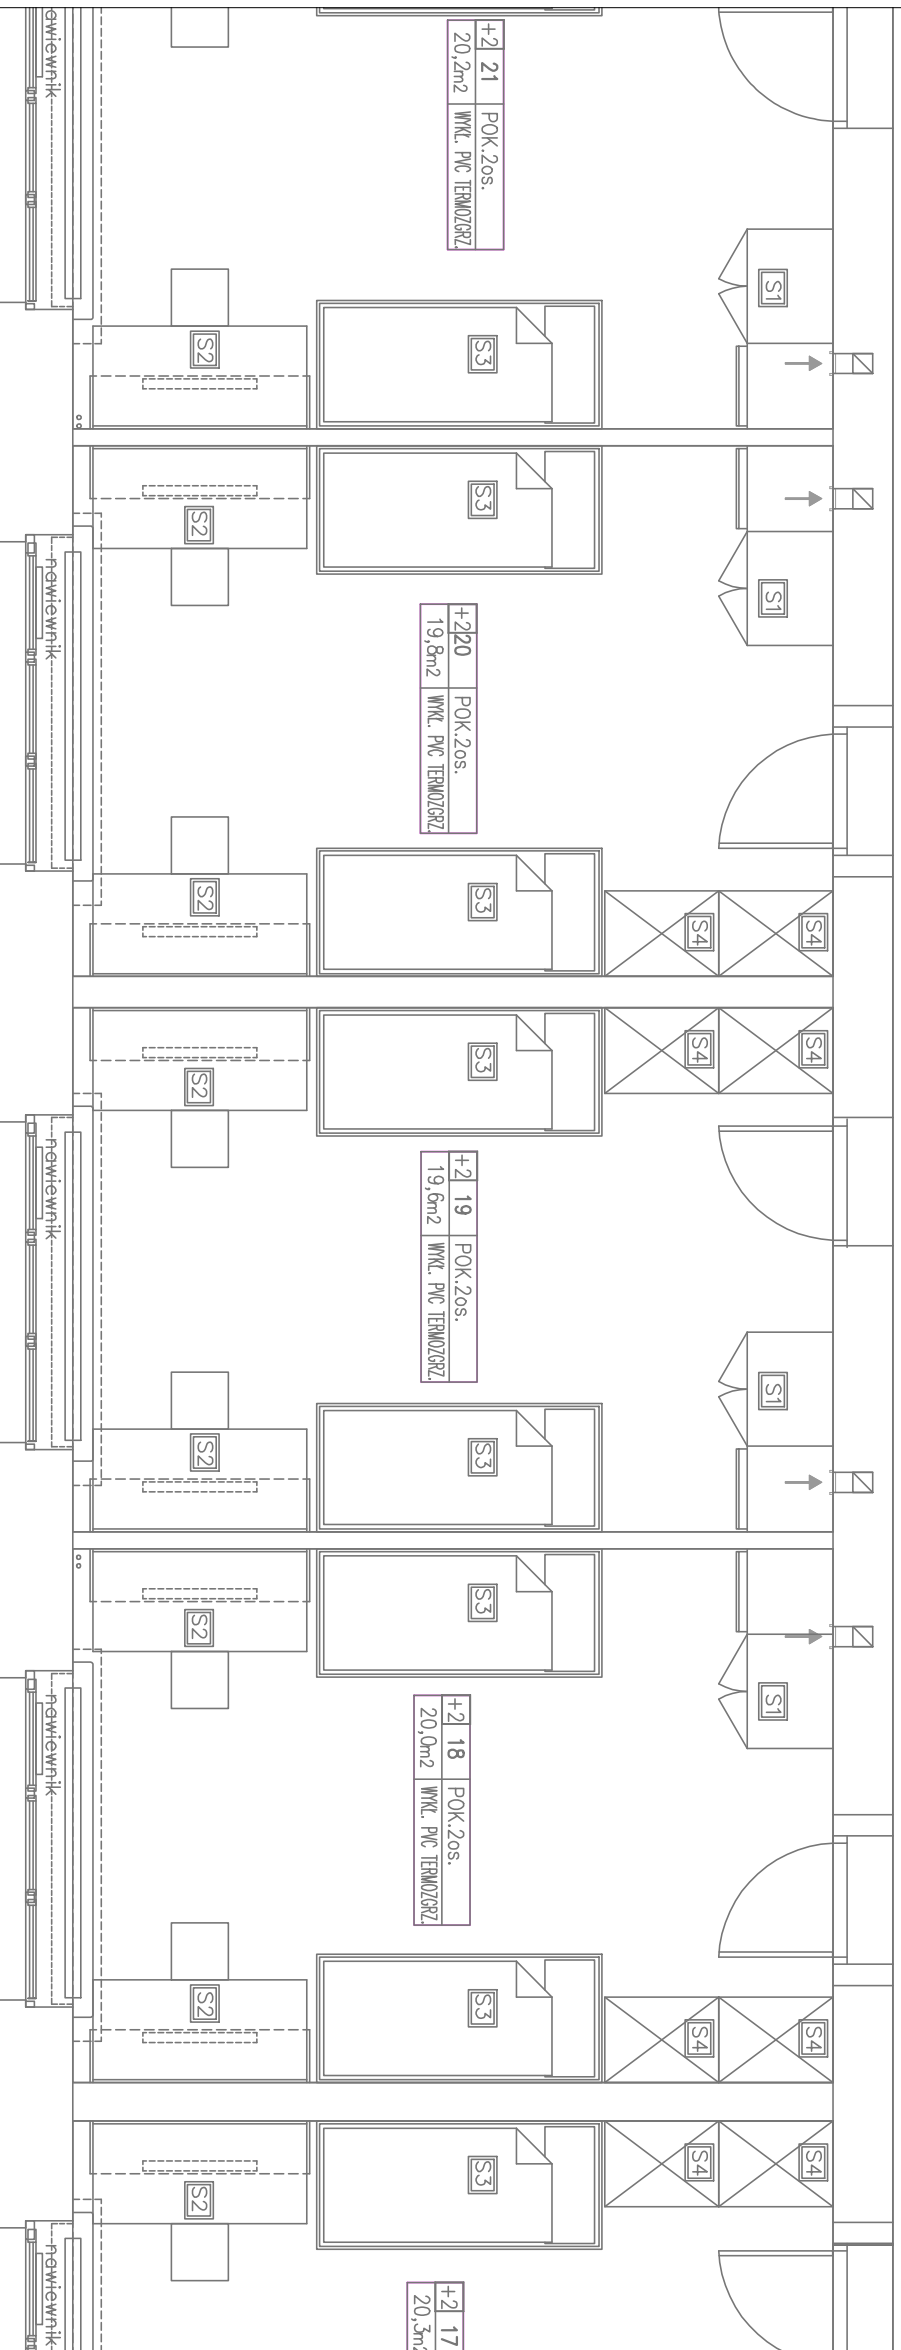 nawiewnik
+2 21 POK.2os.
20,2m2 WYKŁ. PVC TERMOZGRZ.
S1
S2
S3
S3
S2
S1
nawiewnik
+2 20 POK.2os.
19,8m2 WYKŁ. PVC TERMOZGRZ.
S2
S3
S4
S4
S2
S3
S4
S4
nawiewnik
+2 19 POK.2os.
19,6m2 WYKŁ. PVC TERMOZGRZ.
S1
S2
S3
S2
S3
S1
nawiewnik
+2 18 POK.2os.
20,0m2 WYKŁ. PVC TERMOZGRZ.
S2
S3
S4
S4
S2
S3
S4
S4
nawiewnik
+2 17
20,3m2